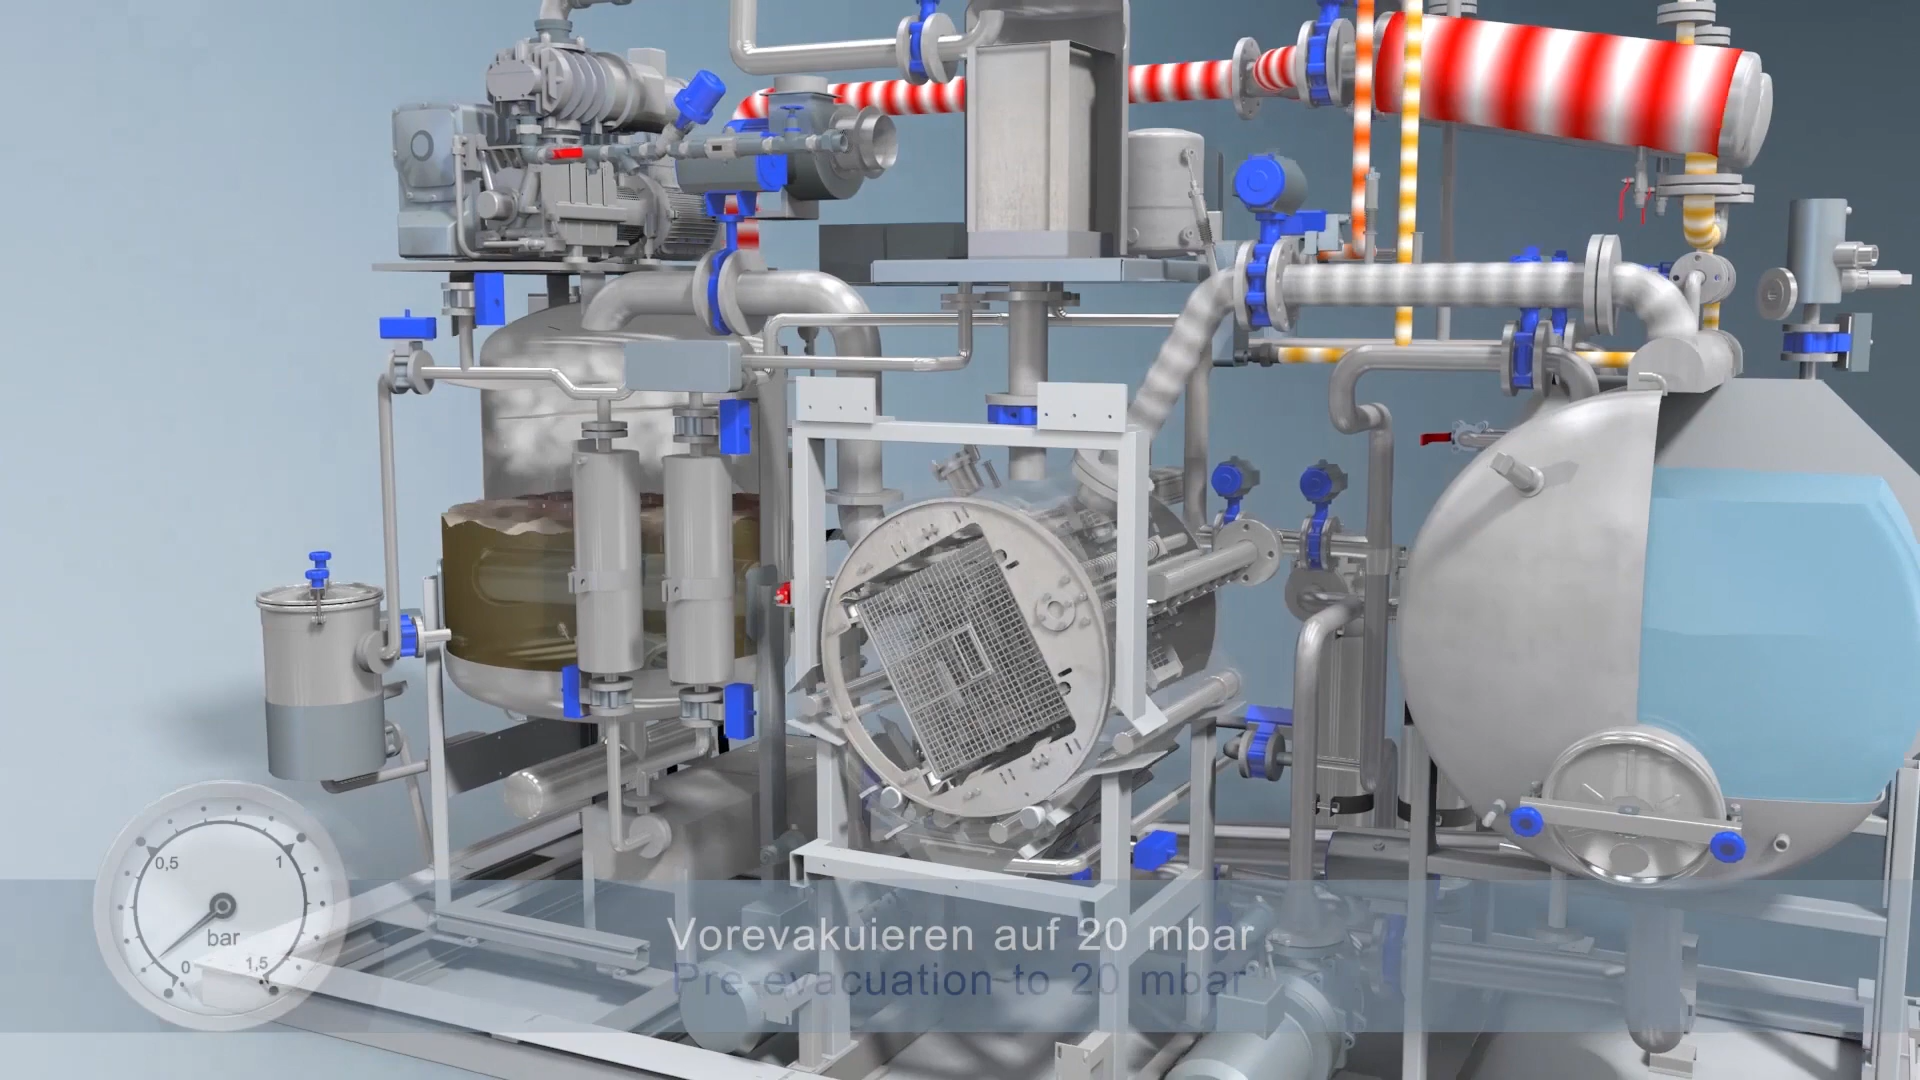 0,5
1
bar
0
1,5
Vorevakuieren auf 20 mbar
Pre-evacuation to 20 mbar